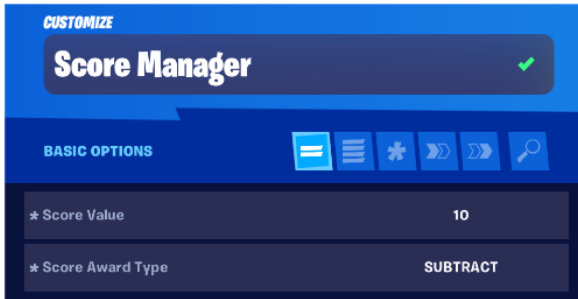 CUSTOMIZE
Score Manager
BASIC OPTIONS
* Score Value 10
* Score Award Type SUBTRACT